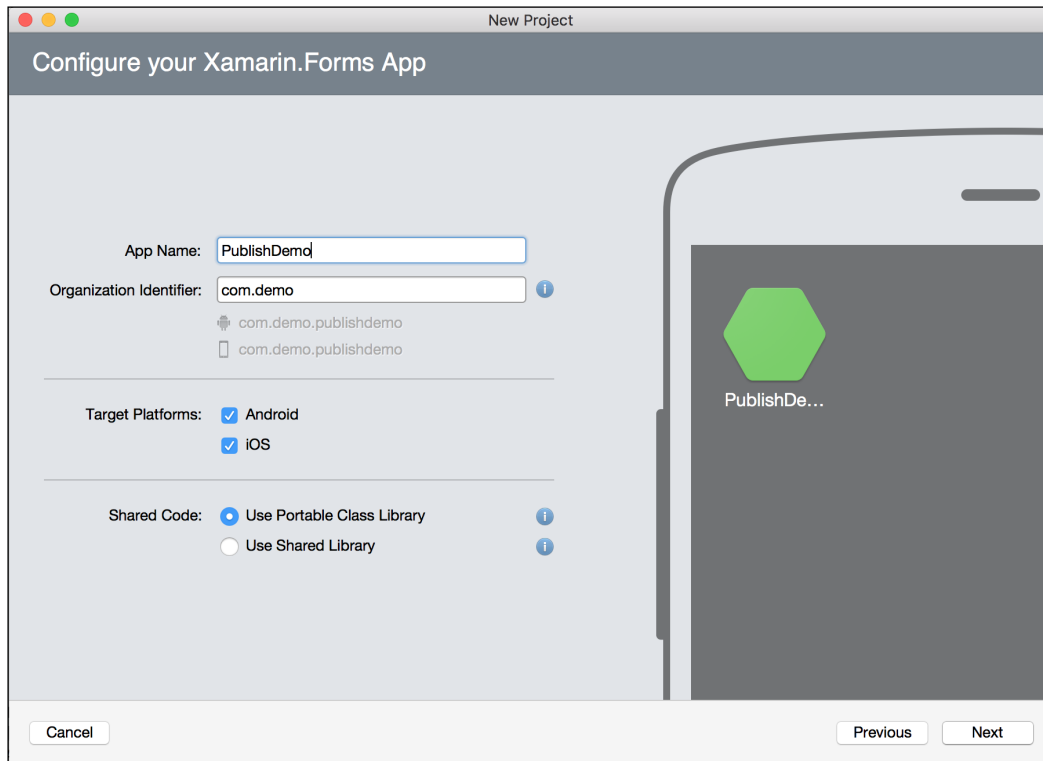 New Project
Configure your Xamarin.Forms App
App Name: PublishDemo
Organization Identifier: com.demo
com.demo.publishdemo
com.demo.publishdemo
Target Platforms: Android
iOS
Shared Code: Use Portable Class Library
Use Shared Library
PublishDe...
Cancel Previous Next